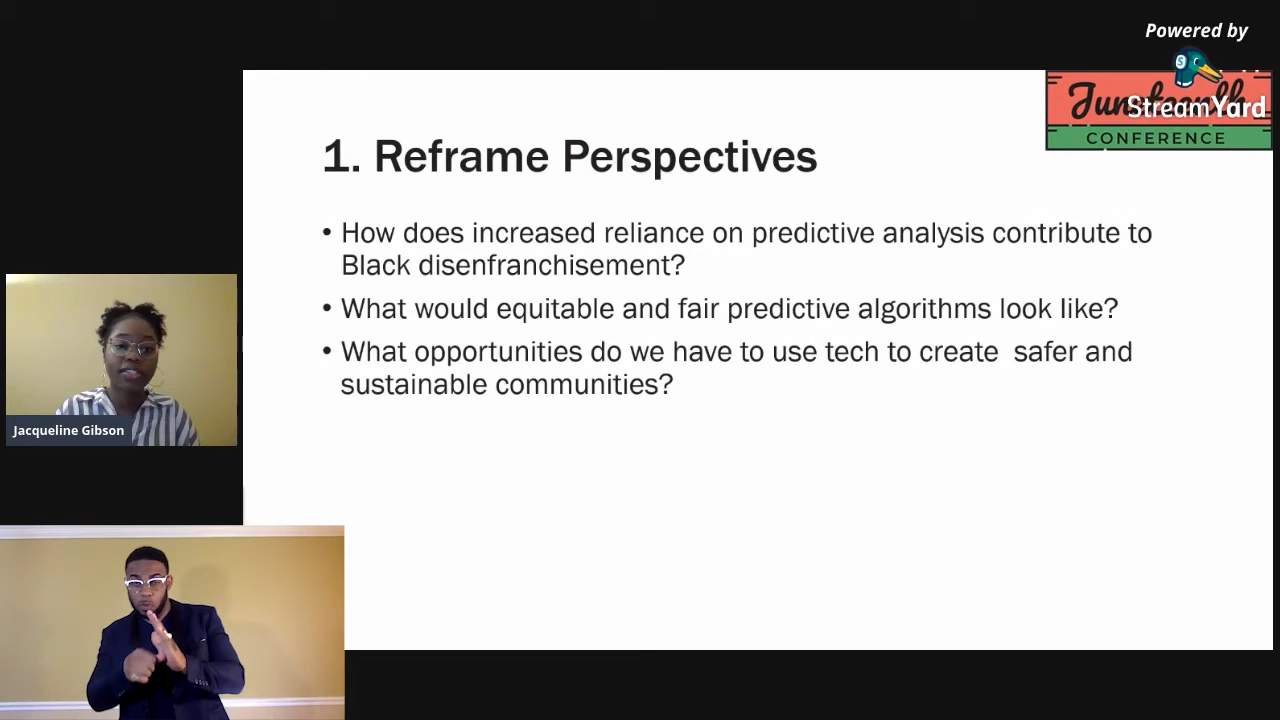 Powered by
StreamYard
Juneteenth
CONFERENCE
1. Reframe Perspectives
• How does increased reliance on predictive analysis contribute to
Black disenfranchisement?
• What would equitable and fair predictive algorithms look like?
• What opportunities do we have to use tech to create  safer and
sustainable communities?
Jacqueline Gibson